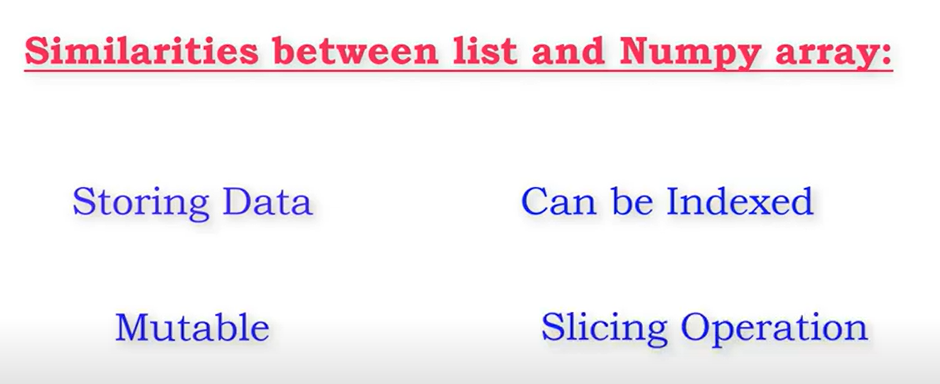 Similarities between list and Numpy array:
Storing Data
Can be Indexed
Mutable
Slicing Operation